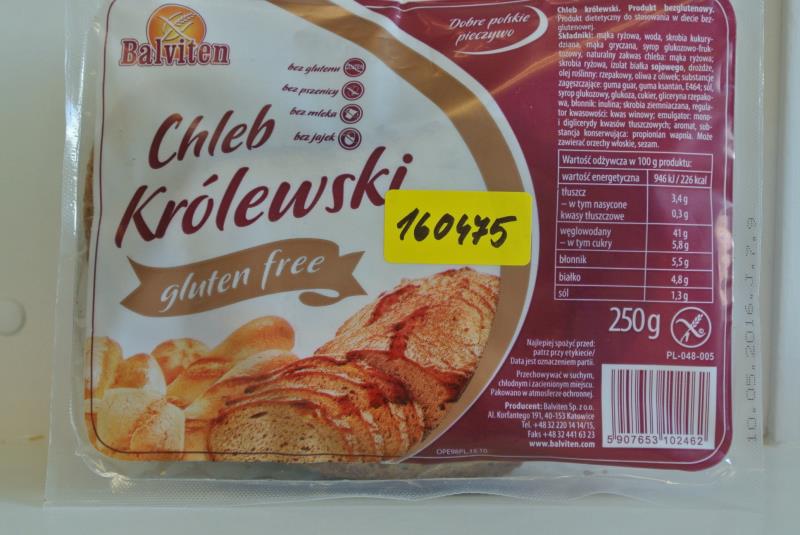 Balviten
bez glutenu
bez pszenicy
bez mleka
bez jajek
Chleb
Królewski
gluten free
160475
Dobre polskie
pieczywo
Chleb królewski. Produkt bezglutenowy.
Produkt dietetyczny do stosowania w diecie bez-
glutenowej.
Składniki: mąka ryżowa, woda, skrobia kukury-
dziana, mąka gryczana, syrop glukozowo-fruk-
tozowy, naturalny zakwas chleba: mąka ryżowa;
skrobia ryżowa, izolat białka sojowego, drożdże,
olej roślinny: rzepakowy, oliwa z oliwek; substancje
zagęszczające: guma guar, guma ksantan, E464; sól,
syrop glukozowy, glukoza, cukier, gliceryna rzepako-
wa, błonnik: inulina; skrobia ziemniaczana, regula-
tor kwasowości: kwas winowy; emulgator: mono-
i diglicerydy kwasów tłuszczowych; aromat, sub-
stancja konserwująca: propionian wapnia. Może
zawierać orzechy włoskie, sezam.
Wartość odżywcza w 100 g produktu:
wartość energetyczna 946 kJ / 226 kcal
tłuszcz 3,4 g
– w tym nasycone
kwasy tłuszczowe 0,3 g
węglowodany 41 g
– w tym cukry 5,8 g
błonnik 5,5 g
białko 4,8 g
sól 1,3 g
250 g
PL-048-005
Najlepiej spożyć przed:
patrz przy etykiecie/
Data jest oznaczeniem partii.
Przechowywać w suchym,
chłodnym i zacienionym miejscu.
Pakowano w atmosferze ochronnej.
Producent: Balviten Sp. z o.o.
Al. Korfantego 191, 40-153 Katowice
Tel. +48 32 220 14 14/15,
Faks +48 32 441 63 23
www.balviten.com
5 907653 102462
OPE98PL.15.10
10.05.2016.J.7.9